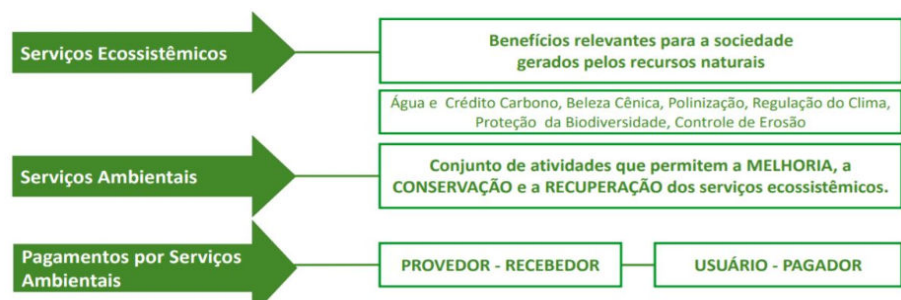 Serviços Ecossistêmicos
Benefícios relevantes para a sociedade
gerados pelos recursos naturais
Água e Crédito Carbono, Beleza Cênica, Polinização, Regulação do Clima,
Proteção da Biodiversidade, Controle de Erosão
Serviços Ambientais
Conjunto de atividades que permitem a MELHORIA, a
CONSERVAÇÃO e a RECUPERAÇÃO dos serviços ecossistêmicos.
Pagamentos por Serviços
Ambientais
PROVEDOR - RECEBEDOR
USUÁRIO - PAGADOR